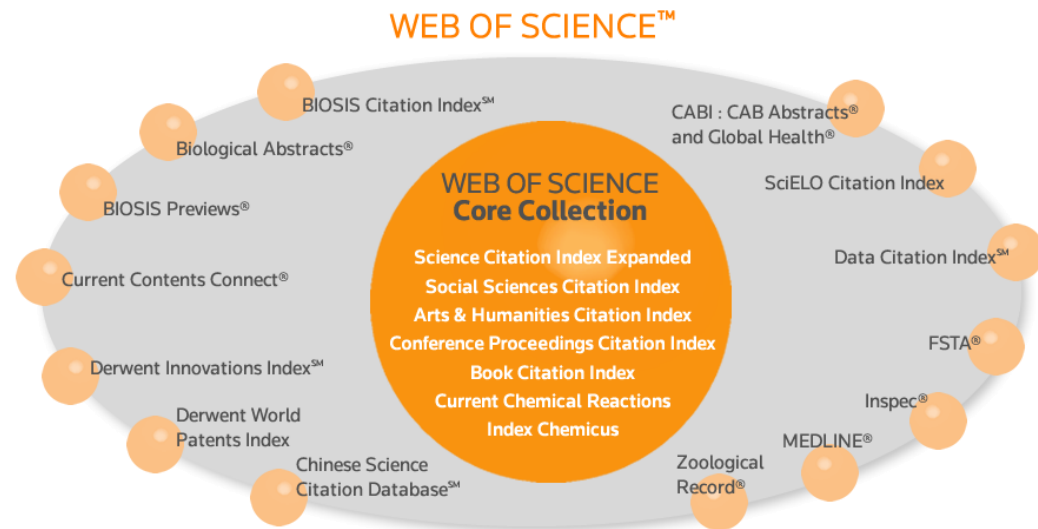 WEB OF SCIENCE™
BIOSIS Citation Index℠
Biological Abstracts®
BIOSIS Previews®
Current Contents Connect®
Derwent Innovations Index℠
Derwent World
Patents Index
Chinese Science
Citation Database℠
WEB OF SCIENCE
Core Collection
Science Citation Index Expanded
Social Sciences Citation Index
Arts & Humanities Citation Index
Conference Proceedings Citation Index
Book Citation Index
Current Chemical Reactions
Index Chemicus
CABI : CAB Abstracts®
and Global Health®
SciELO Citation Index
Data Citation Index℠
FSTA®
Inspec®
MEDLINE®
Zoological
Record®